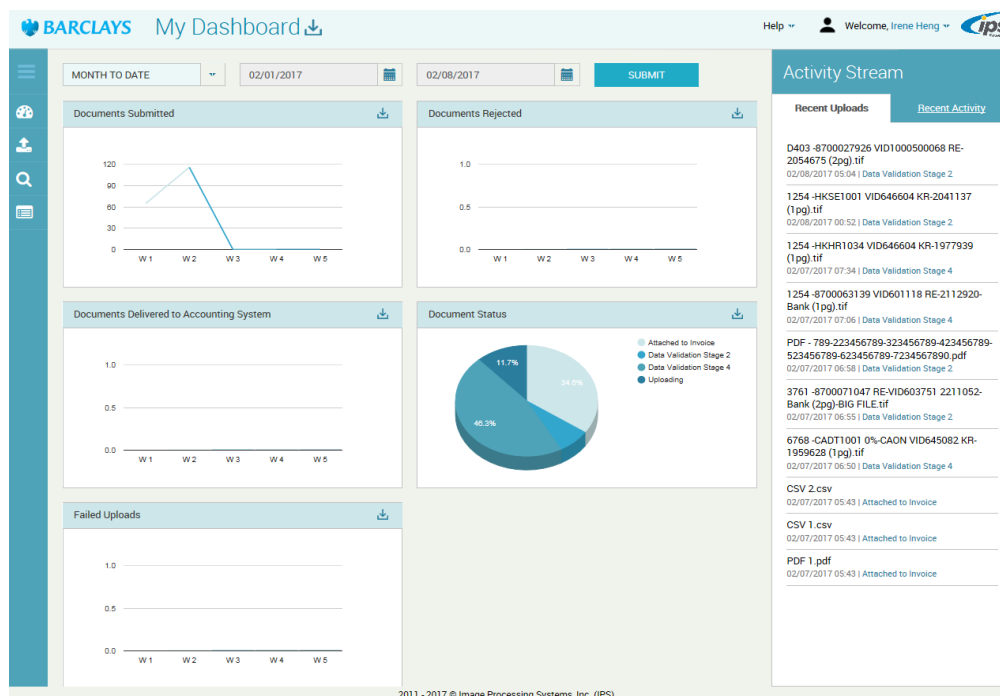 BARCLAYS My Dashboard
Help Welcome, Irene Heng ips
MONTH TO DATE 02/01/2017 02/08/2017 SUBMIT
Documents Submitted
120
90
60
30
0
W 1 W 2 W 3 W 4 W 5
Documents Rejected
1.0
0.5
0.0
W 1 W 2 W 3 W 4 W 5
Documents Delivered to Accounting System
1.0
0.5
0.0
W 1 W 2 W 3 W 4 W 5
Document Status
11.7%
34.6%
46.3%
Attached to Invoice
Data Validation Stage 2
Data Validation Stage 4
Uploading
Failed Uploads
1.0
0.5
0.0
W 1 W 2 W 3 W 4 W 5
Activity Stream
Recent Uploads Recent Activity
D403 -8700027926 VID1000500068 RE-
2054675 (2pg).tif
02/08/2017 05:04 | Data Validation Stage 2
1254 -HKSE1001 VID646604 KR-2041137
(1pg).tif
02/08/2017 00:52 | Data Validation Stage 2
1254 -HKHR1034 VID646604 KR-1977939
(1pg).tif
02/07/2017 07:34 | Data Validation Stage 4
1254 -8700063139 VID601118 RE-2112920-
Bank (1pg).tif
02/07/2017 07:06 | Data Validation Stage 4
PDF - 789-223456789-323456789-423456789-
523456789-623456789-7234567890.pdf
02/07/2017 06:58 | Data Validation Stage 2
3761 -8700071047 RE-VID603751 2211052-
Bank (2pg)-BIG FILE.tif
02/07/2017 06:55 | Data Validation Stage 2
6768 -CADT1001 0%-CAON VID645082 KR-
1959628 (1pg).tif
02/07/2017 06:50 | Data Validation Stage 4
CSV 2.csv
02/07/2017 05:43 | Attached to Invoice
CSV 1.csv
02/07/2017 05:43 | Attached to Invoice
PDF 1.pdf
02/07/2017 05:43 | Attached to Invoice
2011 - 2017 © Image Processing Systems, Inc. (IPS)